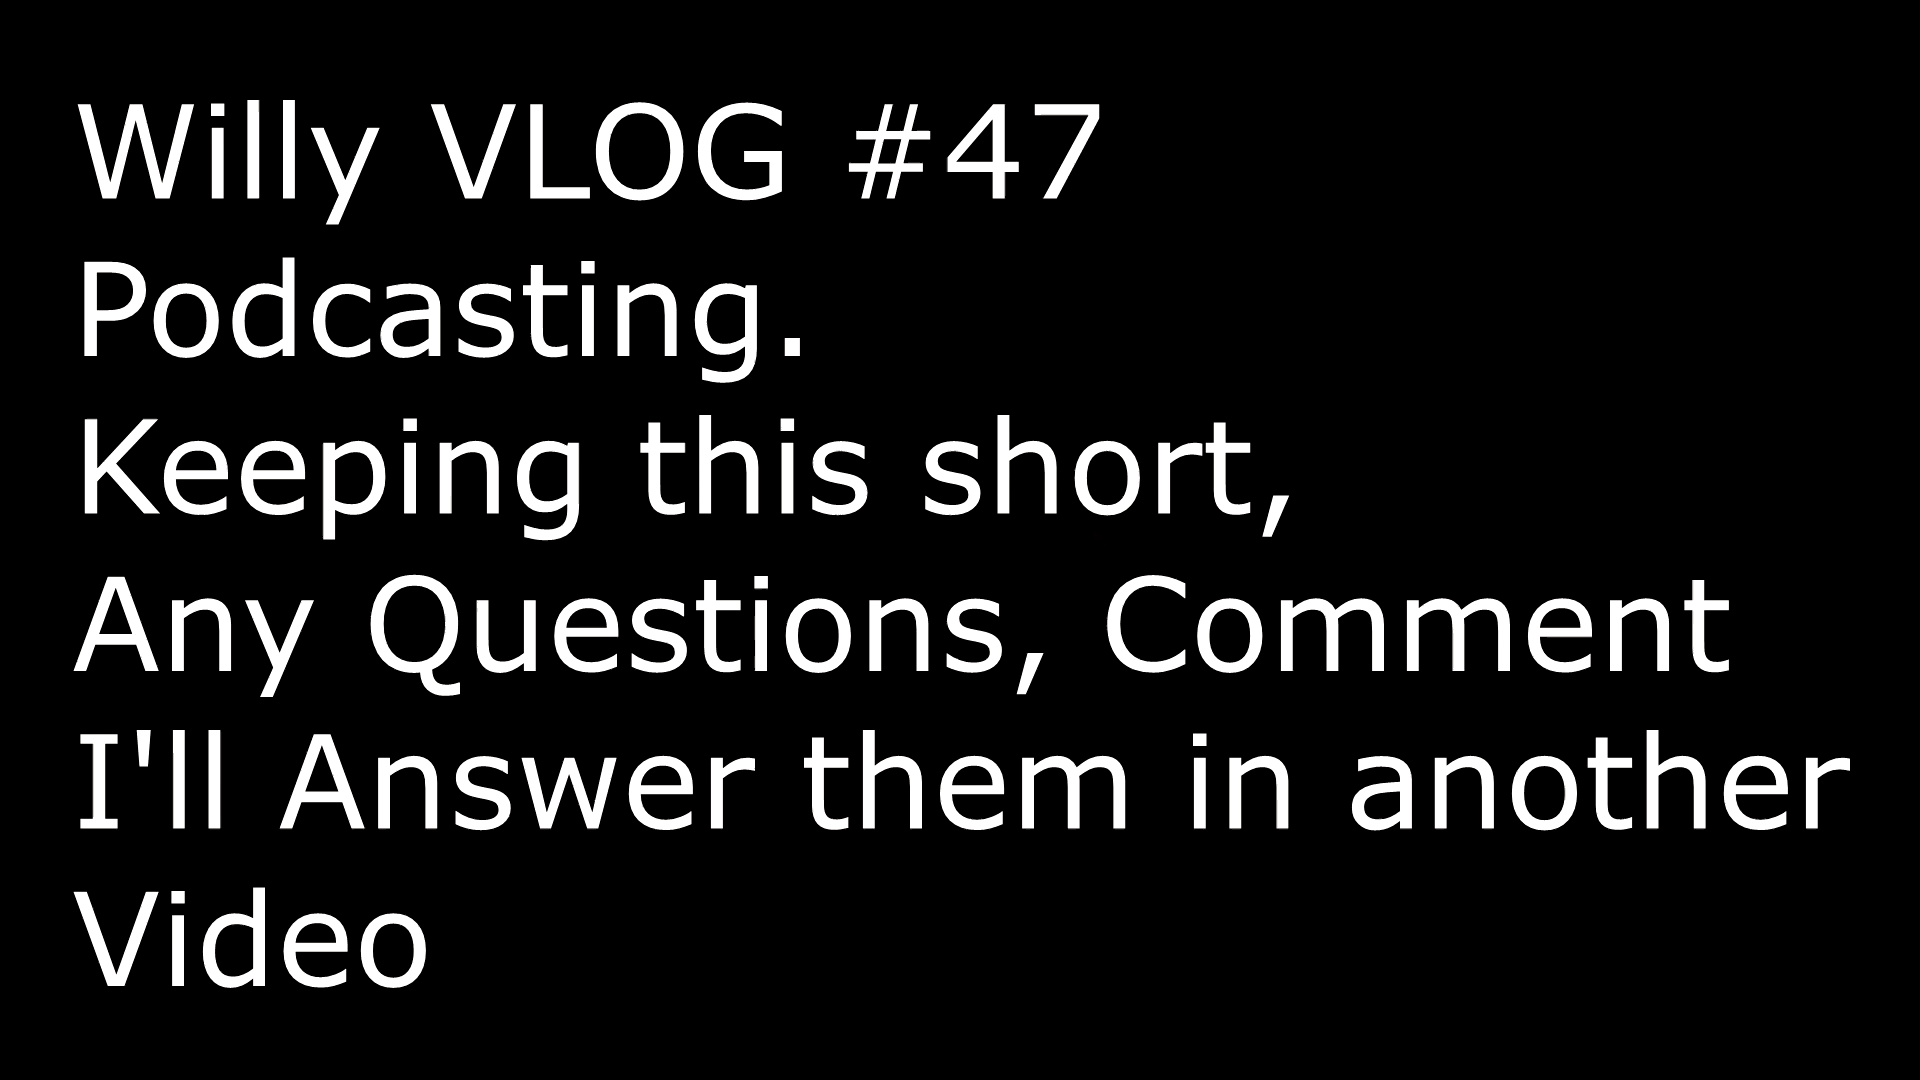 Willy VLOG #47
Podcasting.
Keeping this short,
Any Questions, Comment
I'll Answer them in another
Video